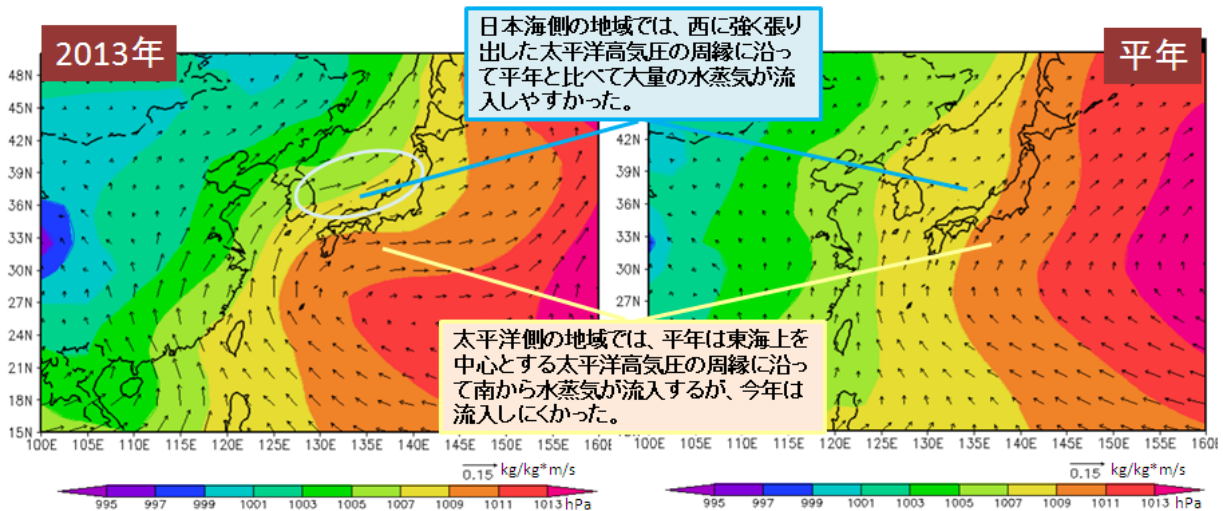 2013年
日本海側の地域では、西に強く張り
出した太平洋高気圧の周縁に沿っ
て平年と比べて大量の水蒸気が流
入しやすかった。
平年
48N
45N
42N
39N
36N
33N
30N
27N
24N
21N
18N
15N
100E 105E 110E 115E 120E 125E 130E 135E 140E 145E 150E 155E 160E
48N
45N
42N
39N
36N
33N
30N
27N
太平洋側の地域では、平年は東海上を
中心とする太平洋高気圧の周縁に沿っ
て南から水蒸気が流入するが、今年は
流入しにくかった。
100E 105E 110E 115E 120E 125E 130E 135E 140E 145E 150E 155E 160E
0.15 kg/kg*m/s
995 997 999 1001 1003 1005 1007 1009 1011 1013 hPa
0.15 kg/kg*m/s
995 997 999 1001 1003 1005 1007 1009 1011 1013 hPa